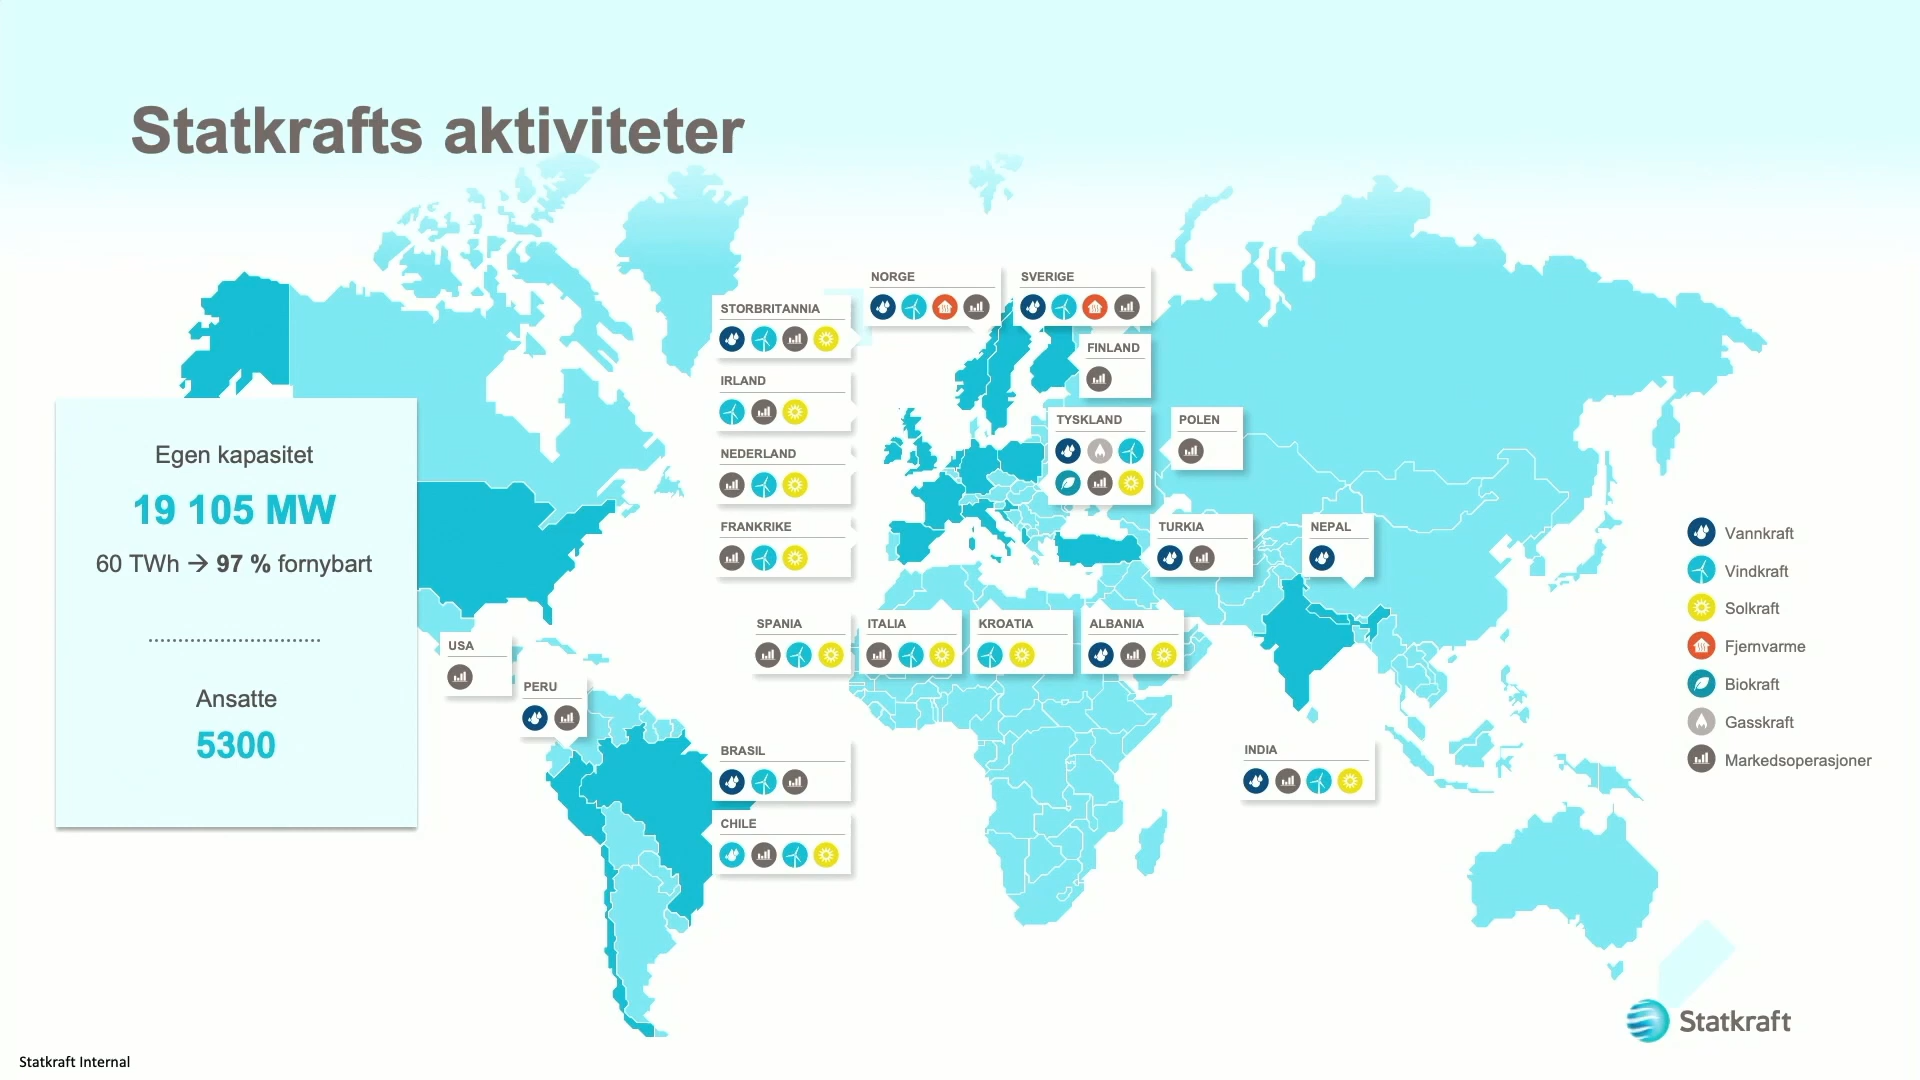 Statkrafts aktiviteter
Egen kapasitet
19 105 MW
60 TWh → 97 % fornybart
Ansatte
5300
NORGE
SVERIGE
STORBRITANNIA
FINLAND
IRLAND
TYSKLAND
POLEN
NEDERLAND
FRANKRIKE
TURKIA
NEPAL
SPANIA
ITALIA
KROATIA
ALBANIA
USA
PERU
BRASIL
INDIA
CHILE
Vannkraft
Vindkraft
Solkraft
Fjernvarme
Biokraft
Gasskraft
Markedsoperasjoner
Statkraft
Statkraft Internal